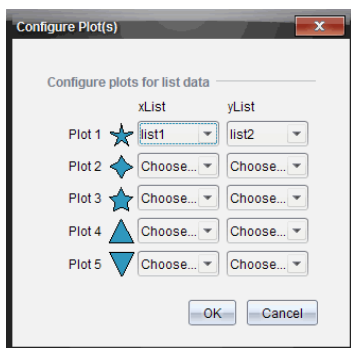 Configure Plot(s)
Configure plots for list data
xList yList
Plot 1 list1 list2
Plot 2 Choose... Choose...
Plot 3 Choose... Choose...
Plot 4 Choose... Choose...
Plot 5 Choose... Choose...
OK Cancel